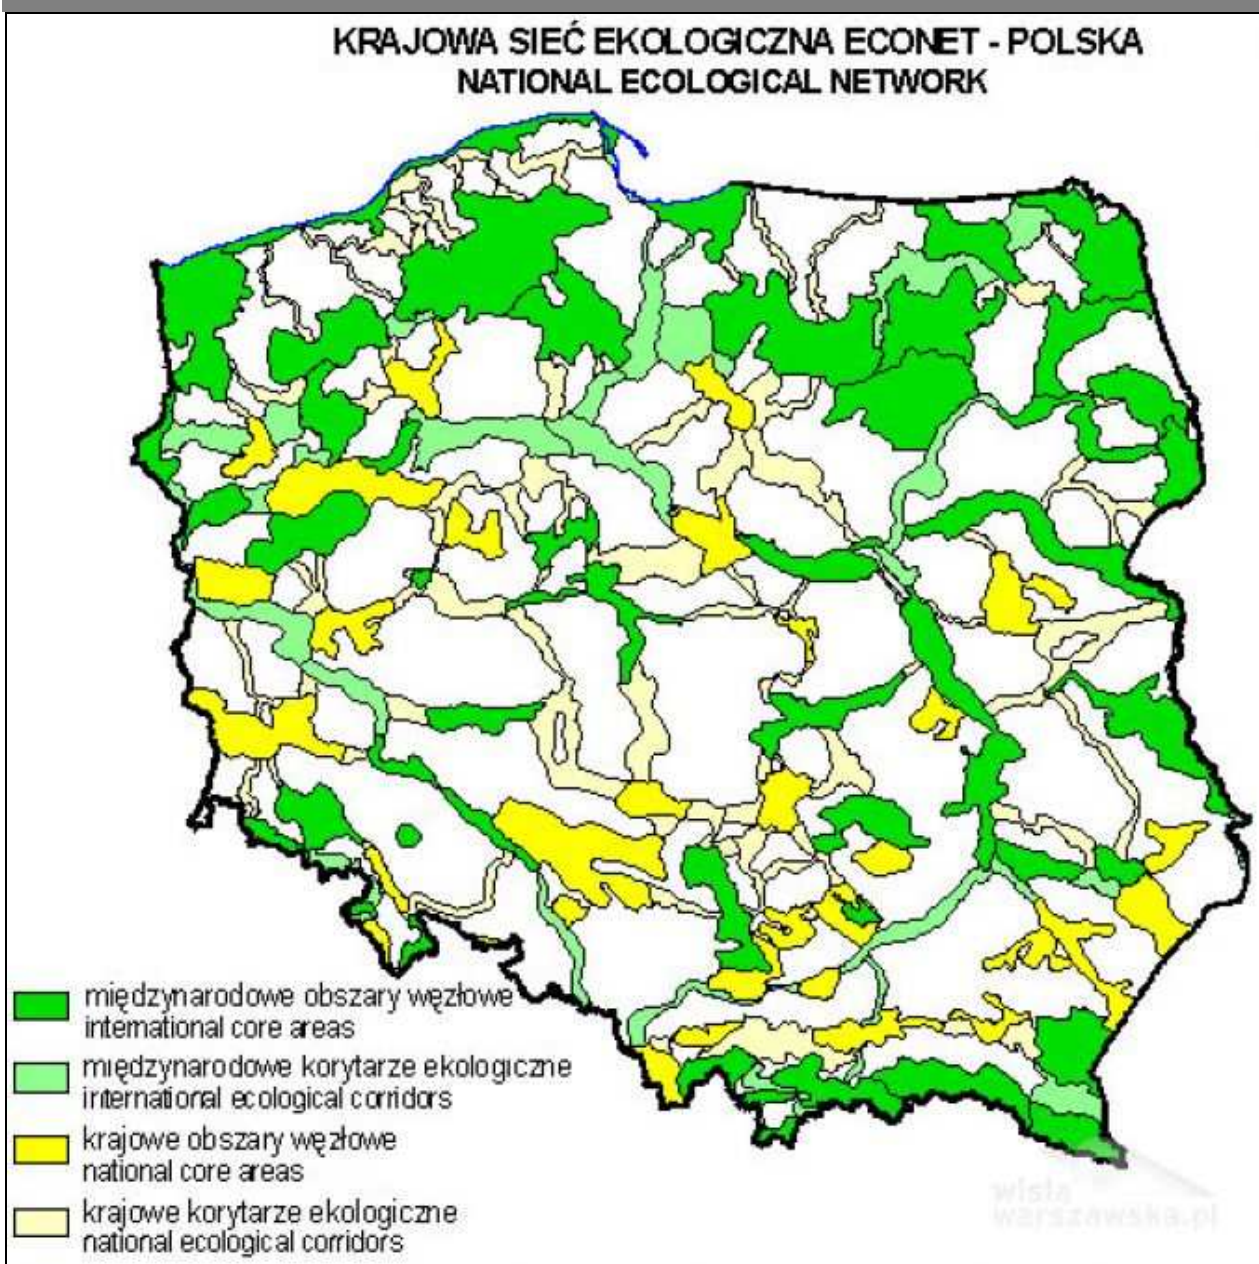 KRAJOWA SIEĆ EKOLOGICZNA ECONET - POLSKA
NATIONAL ECOLOGICAL NETWORK
międzynarodowe obszary węzłowe
international core areas
międzynarodowe korytarze ekologiczne
international ecological corridors
krajowe obszary węzłowe
national core areas
krajowe korytarze ekologiczne
national ecological corridors
wisla
warszawska.pl